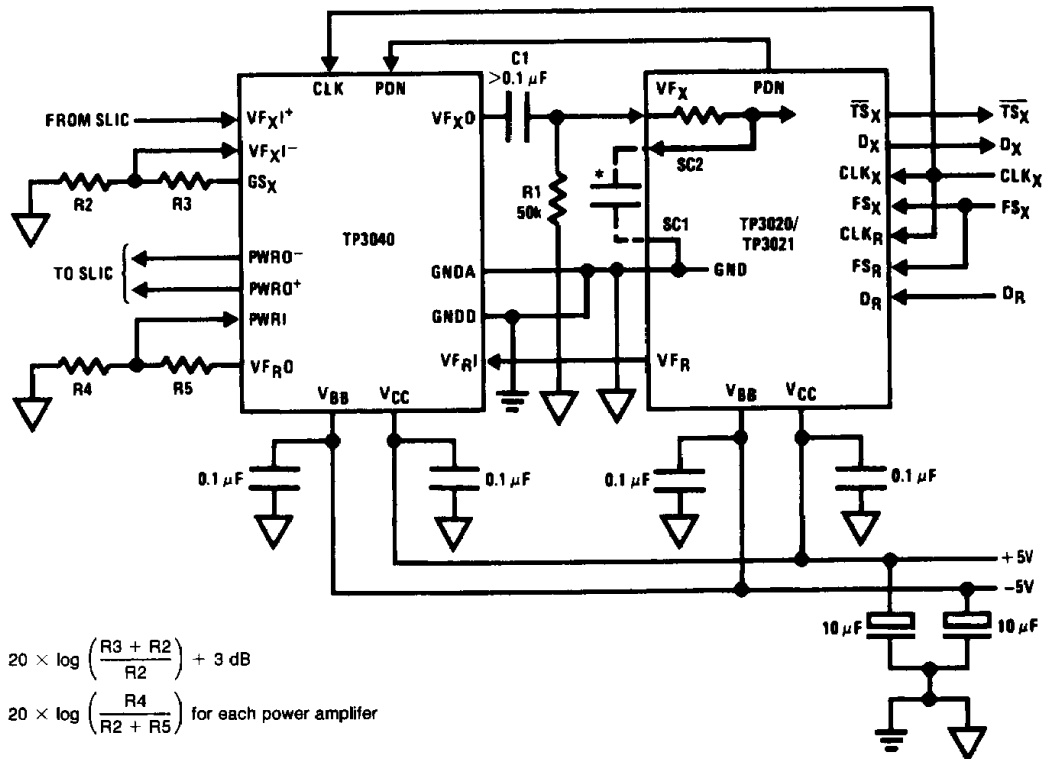 C1
>0.1 µF
CLK PDN
VFX PDN
FROM SLIC
VFXI+
VFXO
TSX TSX
VFXI−
DX DX
GSX
SC2
CLKX CLKX
R2 R3
R1
50k
*
FSX FSX
TP3040
SC1
TP3020/
TP3021
CLKR
PWRO−
TO SLIC
GNDA
GND
FSR
PWRO+
DR DR
PWRI
GNDD
R4 R5
VFRO
VFRI
VFR
VBB VCC
VBB VCC
0.1 µF 0.1 µF 0.1 µF 0.1 µF
+5V
−5V
10 µF 10 µF
20 × log (R3 + R2 / R2) + 3 dB
20 × log (R4 / R2 + R5) for each power amplifer